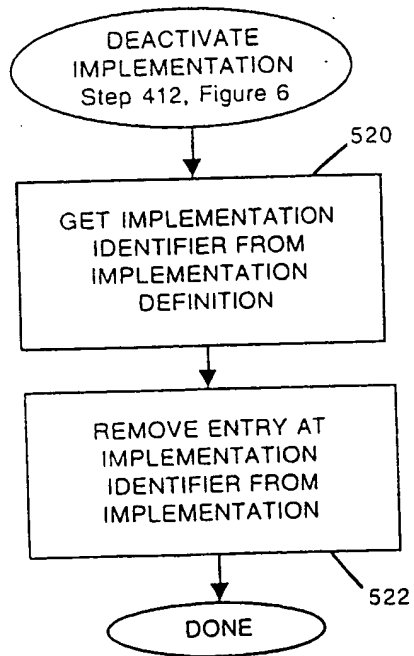 DEACTIVATE
IMPLEMENTATION
Step 412, Figure 6
520
GET IMPLEMENTATION
IDENTIFIER FROM
IMPLEMENTATION
DEFINITION
REMOVE ENTRY AT
IMPLEMENTATION
IDENTIFIER FROM
IMPLEMENTATION
522
DONE